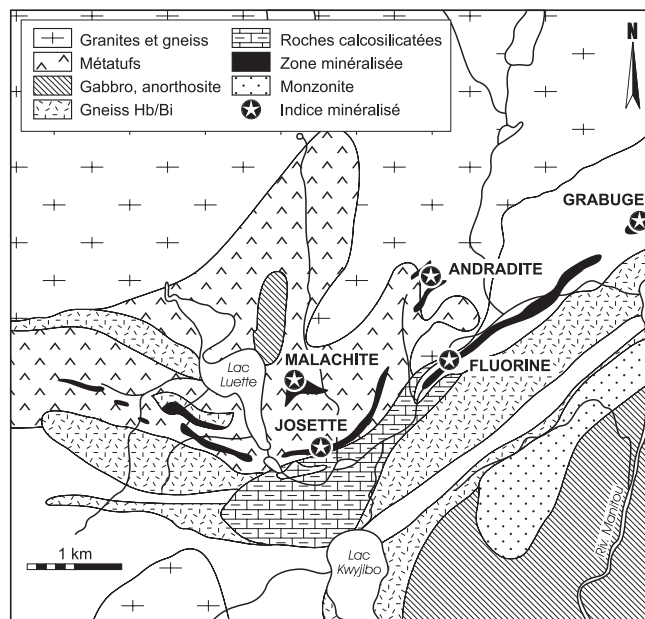 Granites et gneiss
Métatufs
Gabbro, anorthosite
Gneiss Hb/Bi
Roches calcosilicatées
Zone minéralisée
Monzonite
Indice minéralisé
N
GRABUGE
ANDRADITE
Lac
Luette
MALACHITE
FLUORINE
JOSETTE
1 km
Lac
Kwyjibo
Riv. Manitou